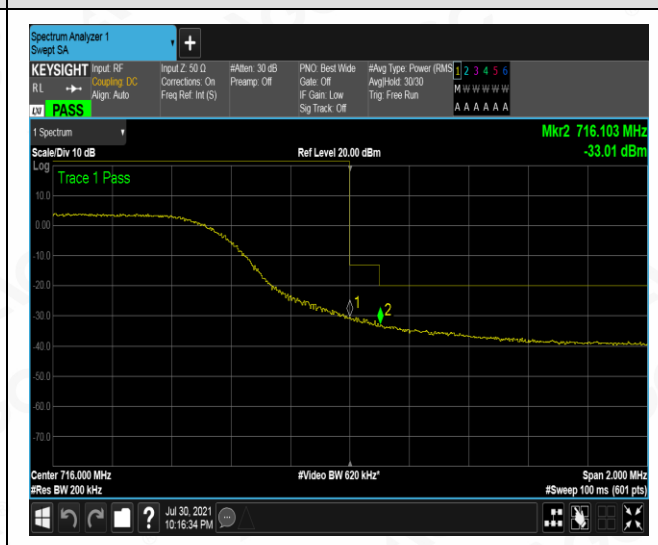 Spectrum Analyzer 1
Swept SA
+
KEYSIGHT
RL
LXI
PASS
Input: RF
Coupling: DC
Align: Auto
Input Z: 50 Ω
Corrections: On
Freq Ref: Int (S)
#Atten: 30 dB
Preamp: Off
PNO: Best Wide
Gate: Off
IF Gain: Low
Sig Track: Off
#Avg Type: Power (RMS
Avg|Hold: 30/30
Trig: Free Run
1 2 3 4 5 6
M W W W W W
A A A A A A
1 Spectrum
Scale/Div 10 dB
Log
Ref Level 20.00 dBm
Mkr2 716.103 MHz
-33.01 dBm
Trace 1 Pass
10.0
0.00
-10.0
-20.0
-30.0
-40.0
-50.0
-60.0
-70.0
1
2
Center 716.000 MHz
#Res BW 200 kHz
#Video BW 620 kHz*
Span 2.000 MHz
#Sweep 100 ms (601 pts)
?
Jul 30, 2021
10:16:34 PM